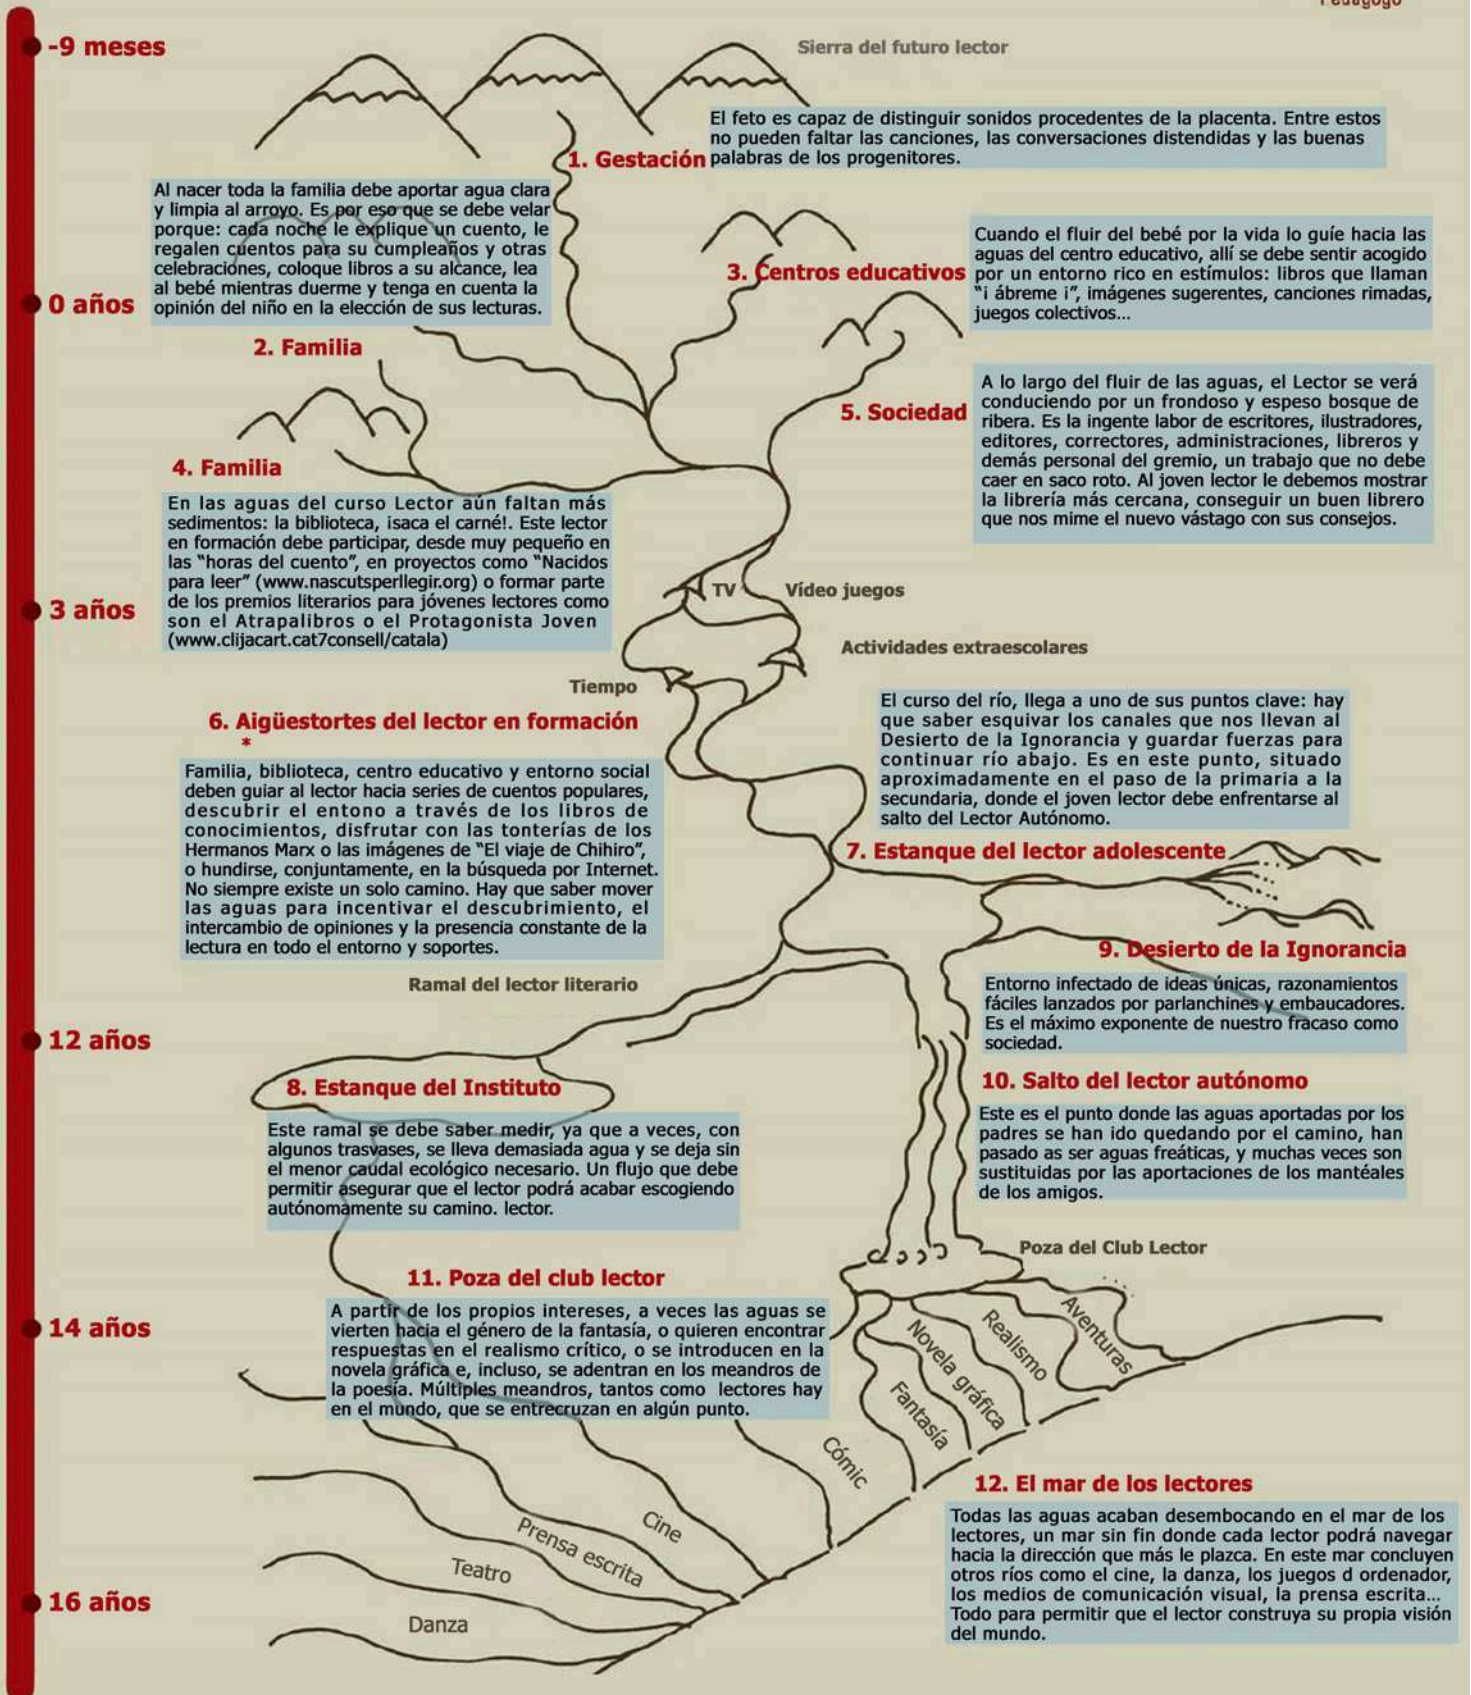 Pedagogo
-9 meses
Sierra del futuro lector
El feto es capaz de distinguir sonidos procedentes de la placenta. Entre estos
no pueden faltar las canciones, las conversaciones distendidas y las buenas
1. Gestación palabras de los progenitores.
Al nacer toda la familia debe aportar agua clara
y limpia al arroyo. Es por eso que se debe velar
porque: cada noche le explique un cuento, le
regalen cuentos para su cumpleaños y otras
celebraciones, coloque libros a su alcance, lea
al bebé mientras duerme y tenga en cuenta la
opinión del niño en la elección de sus lecturas.
0 años
2. Familia
3. Centros educativos
Cuando el fluir del bebé por la vida lo guíe hacia las
aguas del centro educativo, allí se debe sentir acogido
por un entorno rico en estímulos: libros que llaman
"¡ ábreme ¡", imágenes sugerentes, canciones rimadas,
juegos colectivos...
5. Sociedad
A lo largo del fluir de las aguas, el Lector se verá
conduciendo por un frondoso y espeso bosque de
ribera. Es la ingente labor de escritores, ilustradores,
editores, correctores, administraciones, libreros y
demás personal del gremio, un trabajo que no debe
caer en saco roto. Al joven lector le debemos mostrar
la librería más cercana, conseguir un buen librero
que nos mime el nuevo vástago con sus consejos.
4. Familia
En las aguas del curso Lector aún faltan más
sedimentos: la biblioteca, ¡saca el carné!. Este lector
en formación debe participar, desde muy pequeño en
las "horas del cuento", en proyectos como "Nacidos
para leer" (www.nascutsperllegir.org) o formar parte
de los premios literarios para jóvenes lectores como
son el Atrapalibros o el Protagonista Joven
(www.clijacart.cat7consell/catala)
3 años
TV
Vídeo juegos
Actividades extraescolares
Tiempo
6. Aigüestortes del lector en formación
*
Familia, biblioteca, centro educativo y entorno social
deben guiar al lector hacia series de cuentos populares,
descubrir el entono a través de los libros de
conocimientos, disfrutar con las tonterías de los
Hermanos Marx o las imágenes de "El viaje de Chihiro",
o hundirse, conjuntamente, en la búsqueda por Internet.
No siempre existe un solo camino. Hay que saber mover
las aguas para incentivar el descubrimiento, el
intercambio de opiniones y la presencia constante de la
lectura en todo el entorno y soportes.
El curso del río, llega a uno de sus puntos clave: hay
que saber esquivar los canales que nos llevan al
Desierto de la Ignorancia y guardar fuerzas para
continuar río abajo. Es en este punto, situado
aproximadamente en el paso de la primaria a la
secundaria, donde el joven lector debe enfrentarse al
salto del Lector Autónomo.
7. Estanque del lector adolescente
9. Desierto de la Ignorancia
Entorno infectado de ideas únicas, razonamientos
fáciles lanzados por parlanchines y embaucadores.
Es el máximo exponente de nuestro fracaso como
sociedad.
Ramal del lector literario
12 años
8. Estanque del Instituto
Este ramal se debe saber medir, ya que a veces, con
algunos trasvases, se lleva demasiada agua y se deja sin
el menor caudal ecológico necesario. Un flujo que debe
permitir asegurar que el lector podrá acabar escogiendo
autónomamente su camino. lector.
10. Salto del lector autónomo
Este es el punto donde las aguas aportadas por los
padres se han ido quedando por el camino, han
pasado as ser aguas freáticas, y muchas veces son
sustituidas por las aportaciones de los mantéales
de los amigos.
Poza del Club Lector
11. Poza del club lector
A partir de los propios intereses, a veces las aguas se
vierten hacia el género de la fantasía, o quieren encontrar
respuestas en el realismo crítico, o se introducen en la
novela gráfica e, incluso, se adentran en los meandros de
la poesía. Múltiples meandros, tantos como lectores hay
en el mundo, que se entrecruzan en algún punto.
14 años
Aventuras
Realismo
Novela gráfica
Fantasía
Cómic
Cine
Prensa escrita
Teatro
Danza
12. El mar de los lectores
Todas las aguas acaban desembocando en el mar de los
lectores, un mar sin fin donde cada lector podrá navegar
hacia la dirección que más le plazca. En este mar concluyen
otros ríos como el cine, la danza, los juegos d ordenador,
los medios de comunicación visual, la prensa escrita...
Todo para permitir que el lector construya su propia visión
del mundo.
16 años